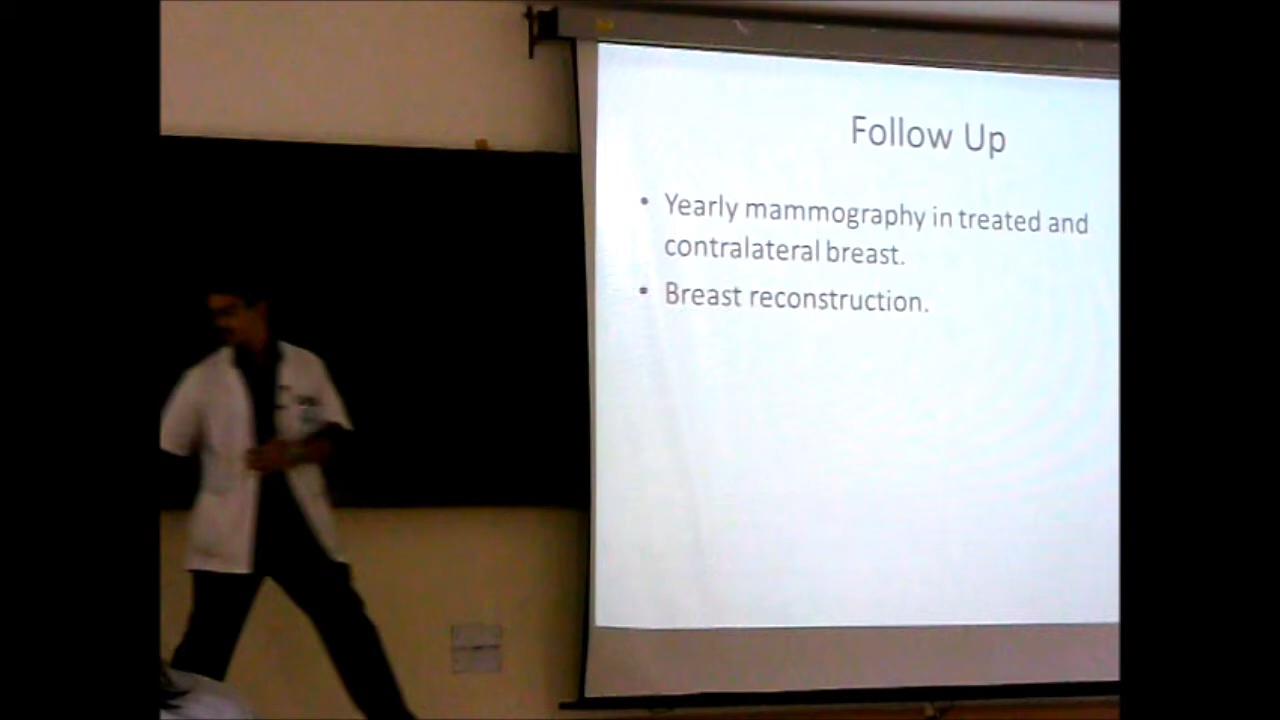 Follow Up
• Yearly mammography in treated and
contralateral breast.
• Breast reconstruction.